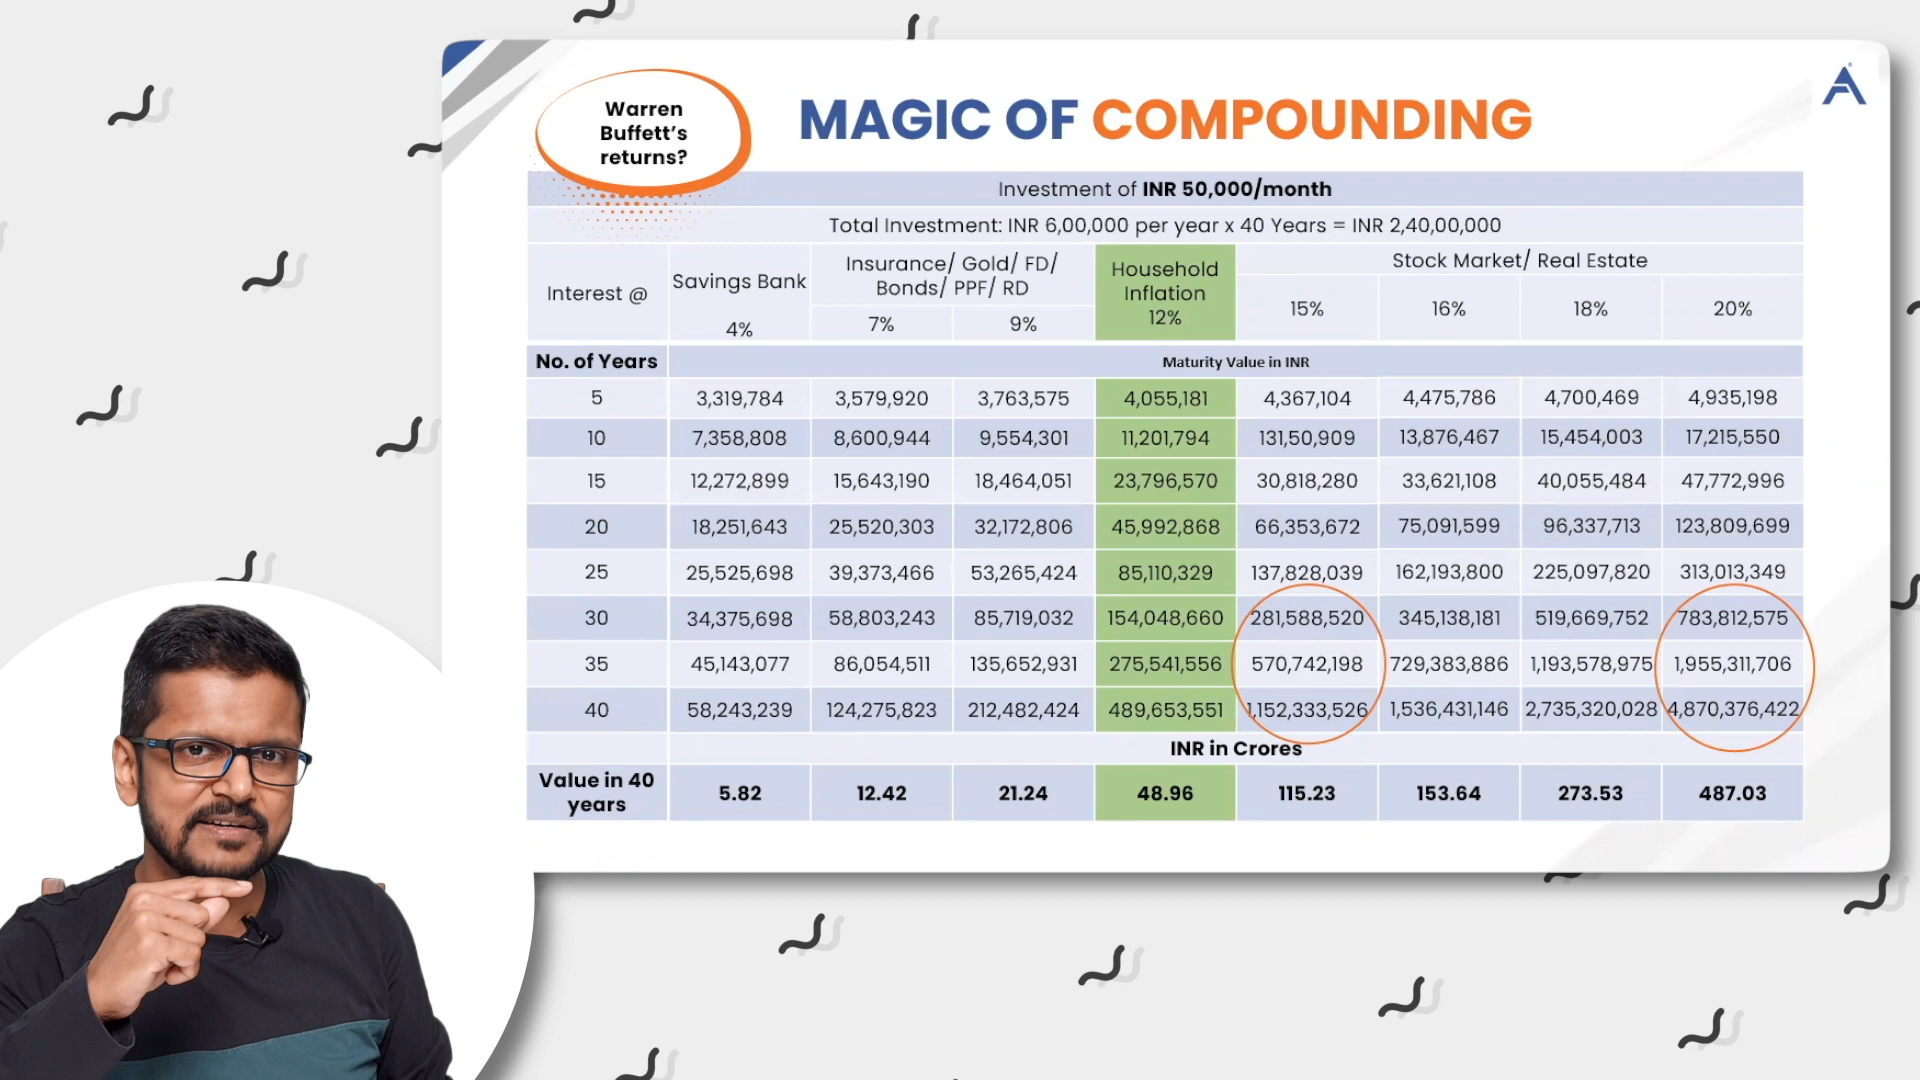 Warren
Buffett's
returns?
MAGIC OF COMPOUNDING
Investment of INR 50,000/month
Total Investment: INR 6,00,000 per year x 40 Years = INR 2,40,00,000
Interest @ Savings Bank 4% Insurance/ Gold/ FD/ Bonds/ PPF/ RD 7% 9% Household Inflation 12% Stock Market/ Real Estate 15% 16% 18% 20%
No. of Years Maturity Value in INR
5 3,319,784 3,579,920 3,763,575 4,055,181 4,367,104 4,475,786 4,700,469 4,935,198
10 7,358,808 8,600,944 9,554,301 11,201,794 131,50,909 13,876,467 15,454,003 17,215,550
15 12,272,899 15,643,190 18,464,051 23,796,570 30,818,280 33,621,108 40,055,484 47,772,996
20 18,251,643 25,520,303 32,172,806 45,992,868 66,353,672 75,091,599 96,337,713 123,809,699
25 25,525,698 39,373,466 53,265,424 85,110,329 137,828,039 162,193,800 225,097,820 313,013,349
30 34,375,698 58,803,243 85,719,032 154,048,660 281,588,520 345,138,181 519,669,752 783,812,575
35 45,143,077 86,054,511 135,652,931 275,541,556 570,742,198 729,383,886 1,193,578,975 1,955,311,706
40 58,243,239 124,275,823 212,482,424 489,653,551 1,152,333,526 1,536,431,146 2,735,320,028 4,870,376,422
INR in Crores
Value in 40 years 5.82 12.42 21.24 48.96 115.23 153.64 273.53 487.03